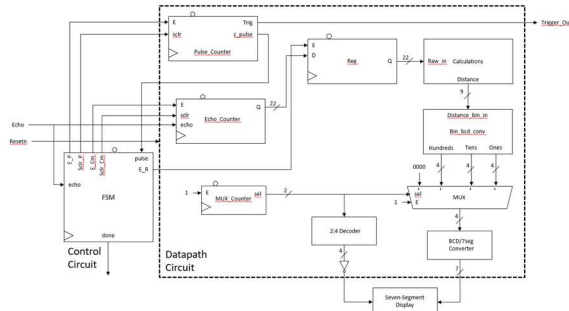 E
Trig
Trigger_Ou
sclr
z_pulse
Pulse_Counter
E
Q
22
sclr
echo
Echo_Counter
E
D
Q
Reg
22
Raw_In
Calculations
Distance
9
Distance_bin_in
Bin_bcd_conv
Hundreds
Tens
Ones
4
4
4
0000
Echo
Resetn
E_P
Sclr_P
E_Cm
Sclr_Cm
pulse
E_R
echo
FSM
done
Control
Circuit
Datapath
Circuit
1
E
sel
MUX_Counter
2
sel
1
E
MUX
4
2:4 Decoder
BCD/7seg
Converter
4
7
Seven-Segment
Display